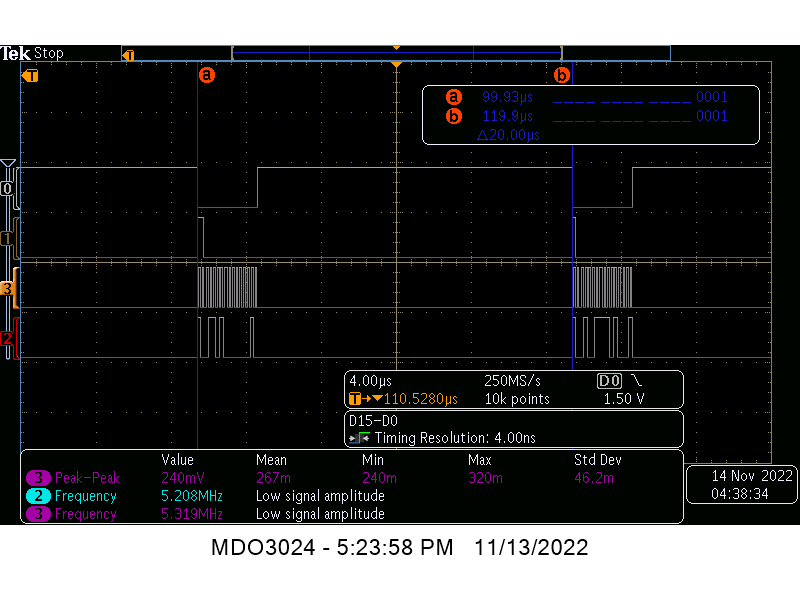 Tek Stop
T
T a b
a 99.93µs ____ ____ ____ 0001
b 119.9µs ____ ____ ____ 0001
△20.00µs
0
1
3
2
4.00µs 250MS/s D0
T→▼110.5280µs 10k points 1.50 V
D15-D0
Timing Resolution: 4.00ns
Value Mean Min Max Std Dev
3 Peak-Peak 240mV 267m 240m 320m 46.2m
2 Frequency 5.208MHz Low signal amplitude
3 Frequency 5.319MHz Low signal amplitude
14 Nov 2022
04:38:34
MDO3024 - 5:23:58 PM 11/13/2022